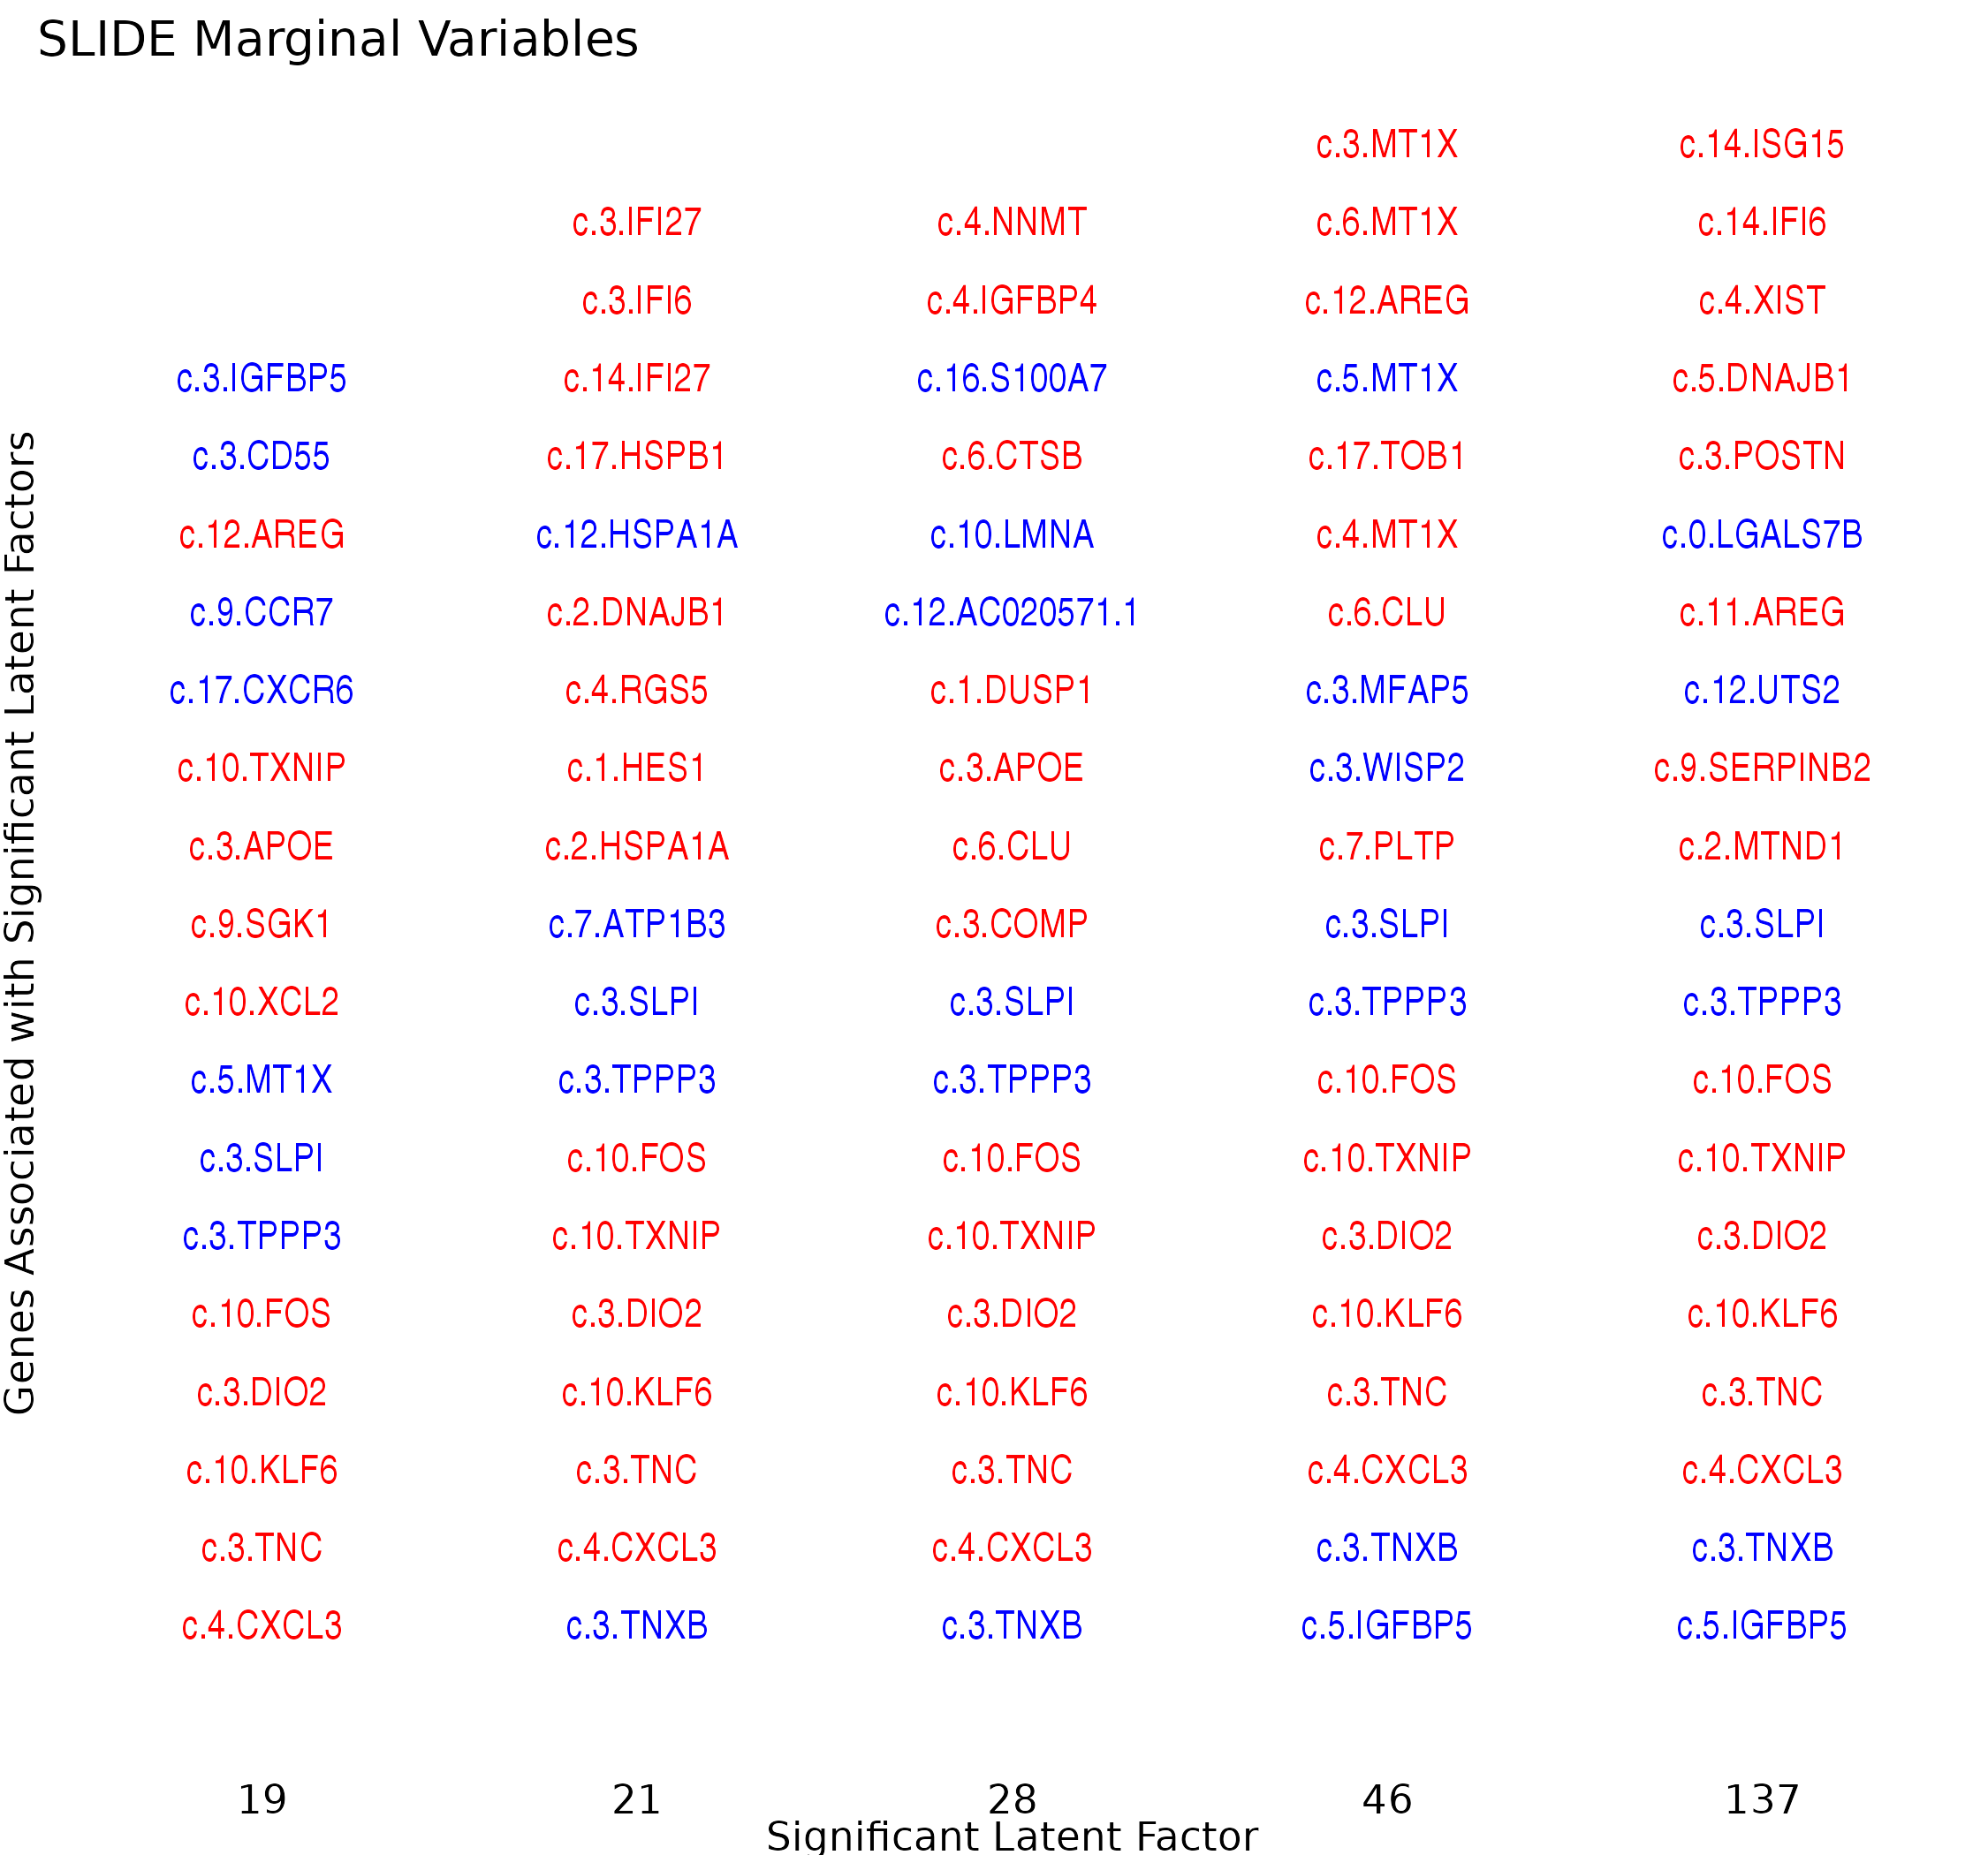 SLIDE Marginal Variables
c.3.MT1X c.14.ISG15
c.3.IFI27 c.4.NNMT c.6.MT1X c.14.IFI6
c.3.IFI6 c.4.IGFBP4 c.12.AREG c.4.XIST
c.3.IGFBP5 c.14.IFI27 c.16.S100A7 c.5.MT1X c.5.DNAJB1
c.3.CD55 c.17.HSPB1 c.6.CTSB c.17.TOB1 c.3.POSTN
c.12.AREG c.12.HSPA1A c.10.LMNA c.4.MT1X c.0.LGALS7B
c.9.CCR7 c.2.DNAJB1 c.12.AC020571.1 c.6.CLU c.11.AREG
c.17.CXCR6 c.4.RGS5 c.1.DUSP1 c.3.MFAP5 c.12.UTS2
c.10.TXNIP c.1.HES1 c.3.APOE c.3.WISP2 c.9.SERPINB2
c.3.APOE c.2.HSPA1A c.6.CLU c.7.PLTP c.2.MTND1
c.9.SGK1 c.7.ATP1B3 c.3.COMP c.3.SLPI c.3.SLPI
c.10.XCL2 c.3.SLPI c.3.SLPI c.3.TPPP3 c.3.TPPP3
c.5.MT1X c.3.TPPP3 c.3.TPPP3 c.10.FOS c.10.FOS
c.3.SLPI c.10.FOS c.10.FOS c.10.TXNIP c.10.TXNIP
c.3.TPPP3 c.10.TXNIP c.10.TXNIP c.3.DIO2 c.3.DIO2
c.10.FOS c.3.DIO2 c.3.DIO2 c.10.KLF6 c.10.KLF6
c.3.DIO2 c.10.KLF6 c.10.KLF6 c.3.TNC c.3.TNC
c.10.KLF6 c.3.TNC c.3.TNC c.4.CXCL3 c.4.CXCL3
c.3.TNC c.4.CXCL3 c.4.CXCL3 c.3.TNXB c.3.TNXB
c.4.CXCL3 c.3.TNXB c.3.TNXB c.5.IGFBP5 c.5.IGFBP5
Genes Associated with Significant Latent Factors
19 21 28 46 137
Significant Latent Factor